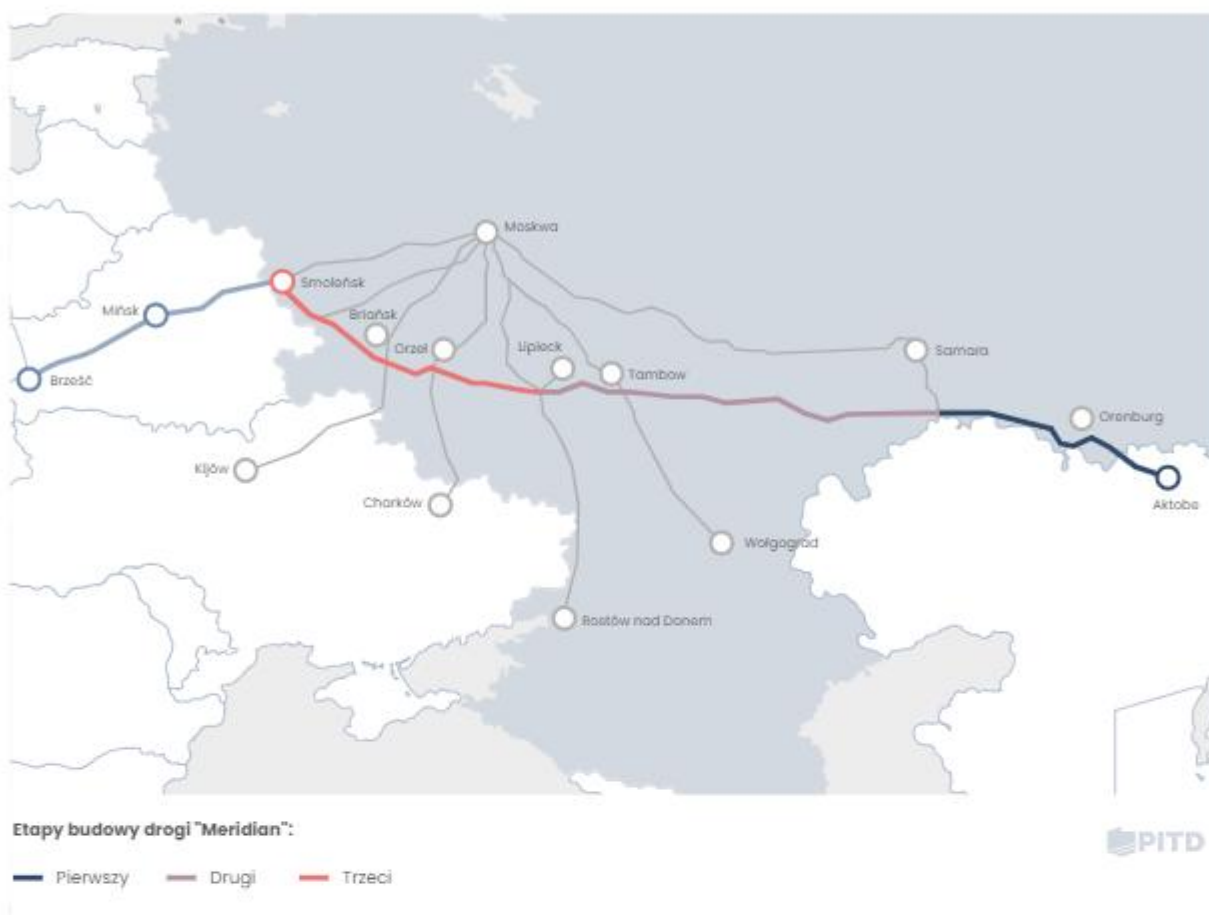 Moskwa
Smoleńsk
Mińsk
Briańsk
Orzeł
Lipieck
Samara
Brześć
Tambow
Orenburg
Kijów
Charków
Aktobe
Wołgograd
Rostów nad Donem
Etapy budowy drogi "Meridian":
PITD
Pierwszy Drugi Trzeci